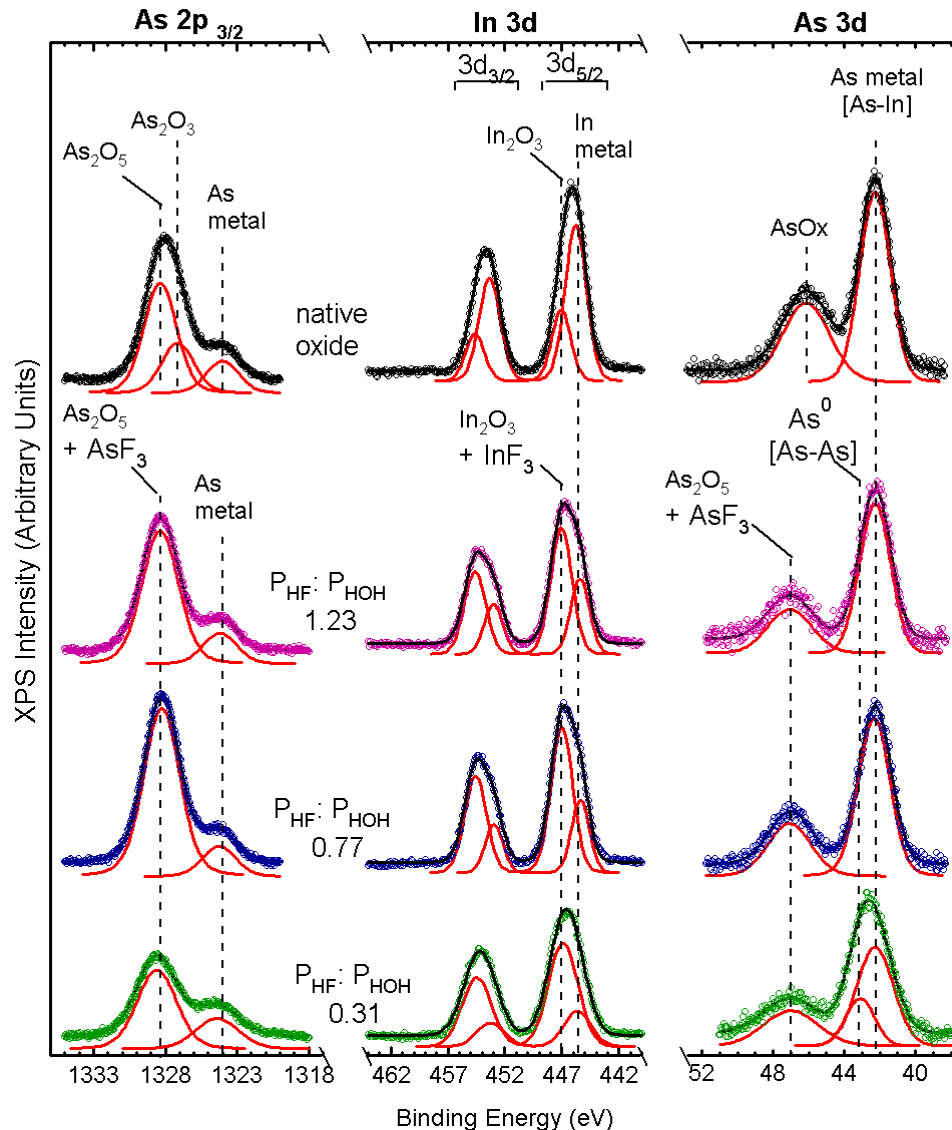 As 2p 3/2 In 3d As 3d
3d3/2 3d5/2
As metal
[As-In]
As2O3
As2O5
As
metal
In2O3
In
metal
AsOx
native
oxide
As2O5
+ AsF3
As
metal
In2O3
+ InF3
As0
[As-As]
As2O5
+ AsF3
PHF: PHOH
1.23
PHF: PHOH
0.77
PHF: PHOH
0.31
XPS Intensity (Arbitrary Units)
1333 1328 1323 1318 462 457 452 447 442 52 46 44 40
Binding Energy (eV)